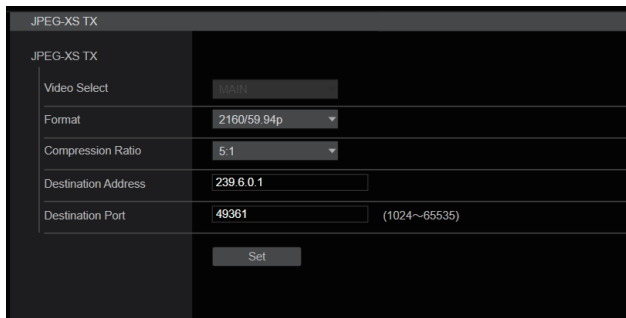 JPEG-XS TX
JPEG-XS TX
Video Select MAIN
Format 2160/59.94p
Compression Ratio 5:1
Destination Address 239.6.0.1
Destination Port 49361 (1024～65535)
Set